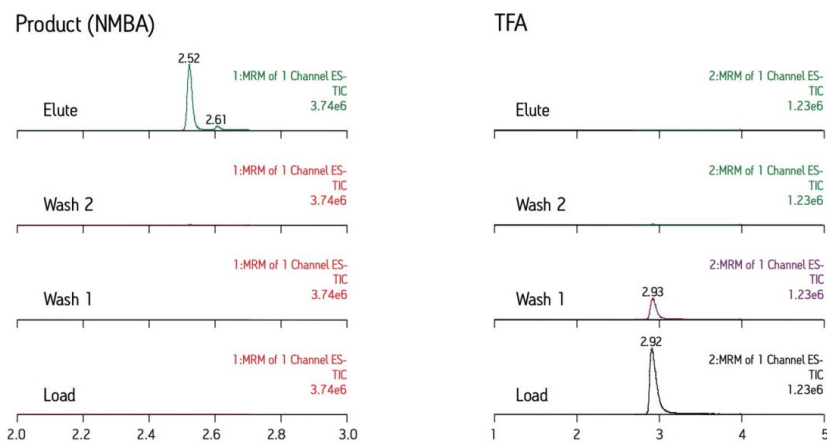 Product (NMBA)
2.52
1:MRM of 1 Channel ES-
TIC
3.74e6
Elute
2.61
1:MRM of 1 Channel ES-
TIC
3.74e6
Wash 2
1:MRM of 1 Channel ES-
TIC
3.74e6
Wash 1
1:MRM of 1 Channel ES-
TIC
3.74e6
Load
2.0 2.2 2.4 2.6 2.8 3.0
TFA
2:MRM of 1 Channel ES-
TIC
1.23e6
Elute
2:MRM of 1 Channel ES-
TIC
1.23e6
Wash 2
2:MRM of 1 Channel ES-
TIC
1.23e6
2.93
Wash 1
2.92
2:MRM of 1 Channel ES-
TIC
1.23e6
Load
1 2 3 4 5